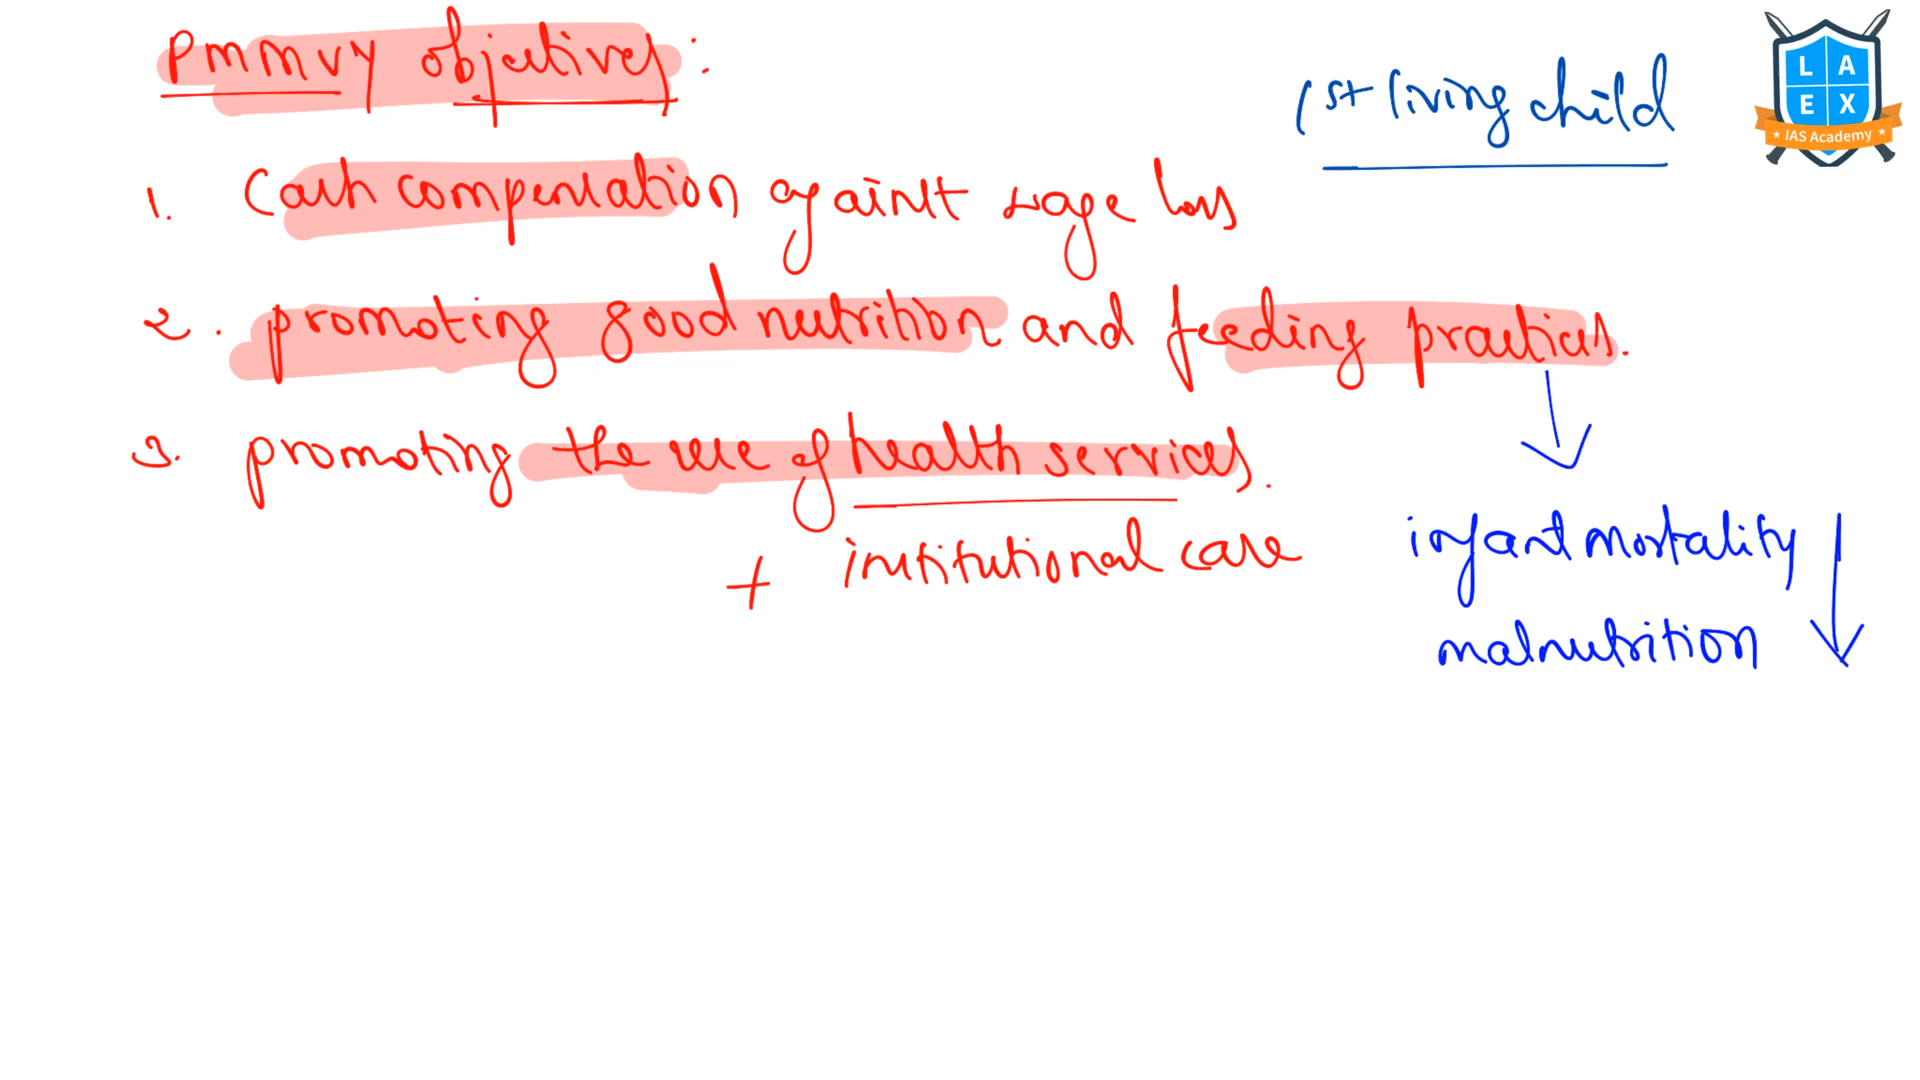 PMMVY objectives:
1st living child
L A
E X
IAS Academy
1. Cash compensation against wage loss
2. promoting good nutrition and feeding practices.
3. promoting the use of health services.
+ institutional care
infant mortality
malnutrition